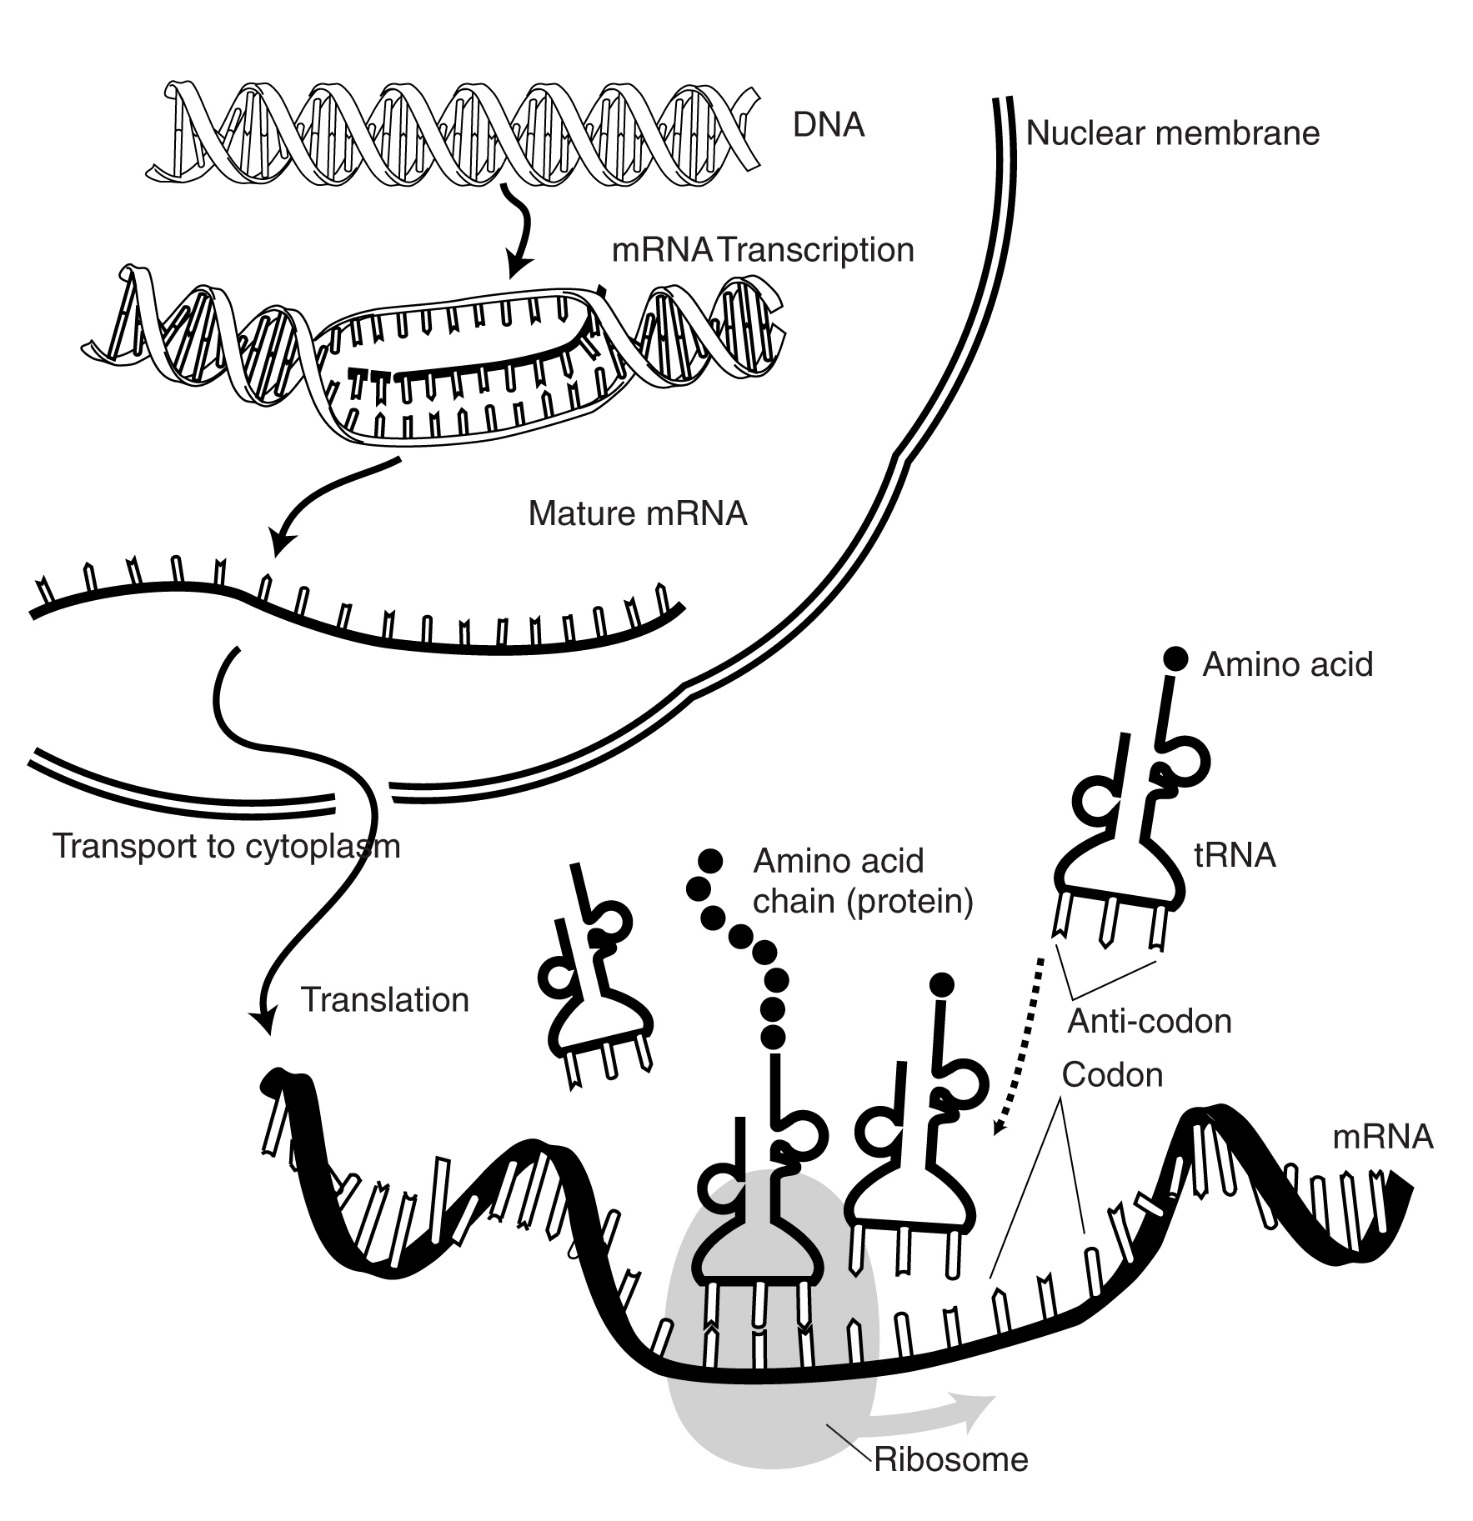 DNA
Nuclear membrane
mRNA Transcription
Mature mRNA
Amino acid
Transport to cytoplasm
tRNA
Amino acid
chain (protein)
Translation
Anti-codon
Codon
mRNA
Ribosome